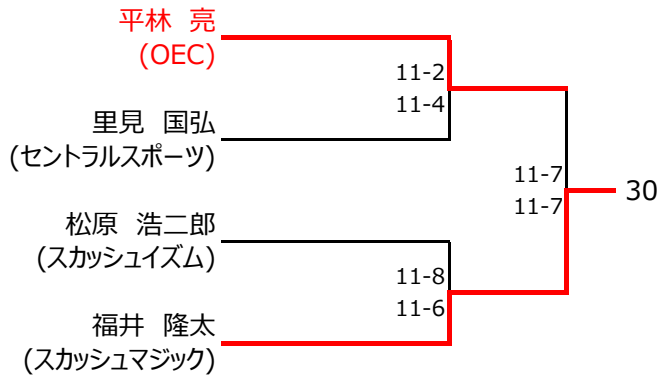 平林 亮
(OEC)
11-2
11-4
里見 国弘
(セントラルスポーツ)
11-7
11-7
30
松原 浩二郎
(スカッシュイズム)
11-8
11-6
福井 隆太
(スカッシュマジック)